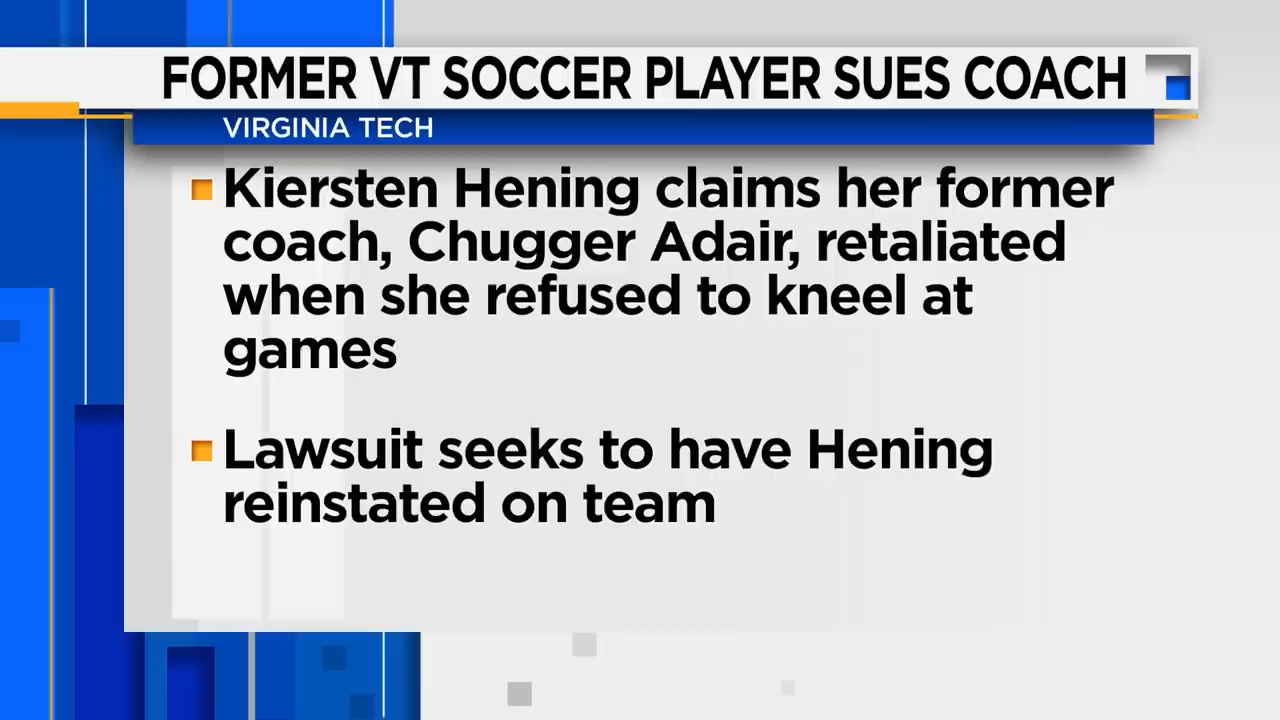 FORMER VT SOCCER PLAYER SUES COACH
VIRGINIA TECH
Kiersten Hening claims her former
coach, Chugger Adair, retaliated
when she refused to kneel at
games
Lawsuit seeks to have Hening
reinstated on team